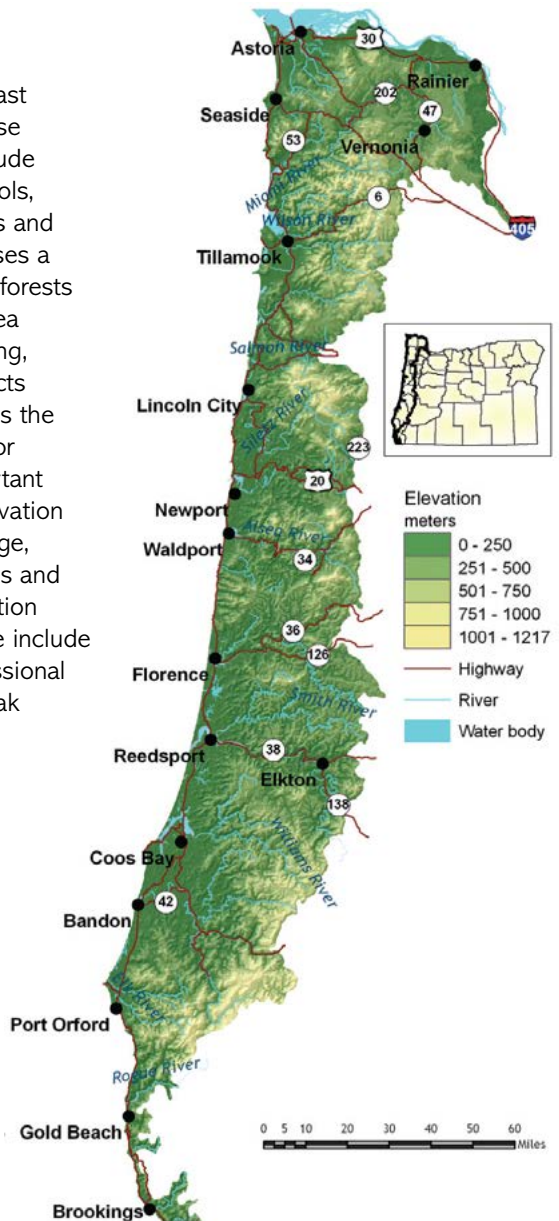 ast
se
ude
ols,
s and
ses a
forests
ea
ng,
cts
s the
or
tant
vation
ge,
s and
tion
e include
ssional
ak
Astoria
30
Rainier
202
Seaside
47
Vernonia
53
Miami River
6
Wilson River
405
Tillamook
Salmon River
Lincoln City
Siletz River
223
20
Newport
Alsea River
Waldport
34
36
126
Florence
Smith River
Reedsport
38
Elkton
138
Williams River
Coos Bay
42
Bandon
Elk River
Port Orford
Rogue River
Gold Beach
Brookings
Elevation
meters
0 - 250
251 - 500
501 - 750
751 - 1000
1001 - 1217
Highway
River
Water body
0 5 10 20 30 40 50 60
Miles